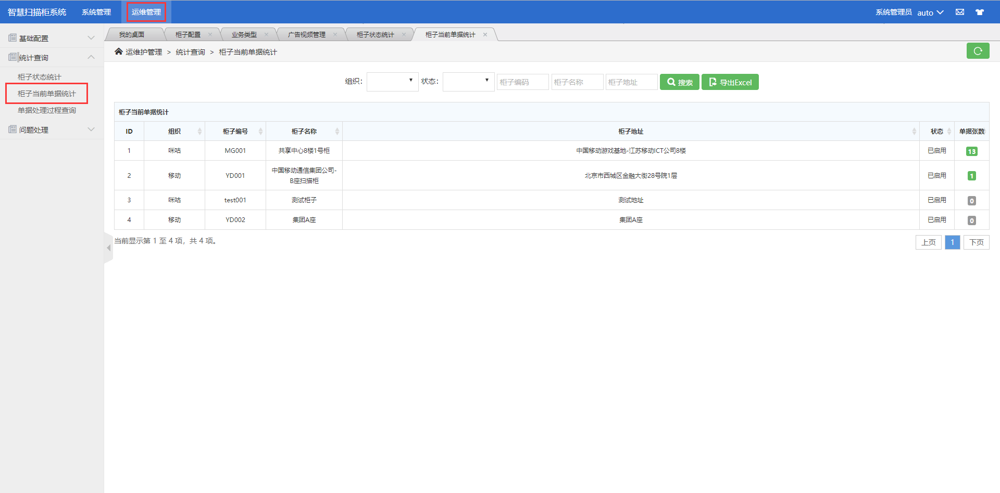 智慧扫描柜系统 系统管理 运维管理 系统管理员 auto
基础配置
统计查询
柜子状态统计
柜子当前单据统计
单据处理过程查询
问题处理
我的桌面 柜子配置 业务类型 广告视频管理 柜子状态统计 柜子当前单据统计
运维护管理 > 统计查询 > 柜子当前单据统计
组织: 状态: 柜子编码 柜子名称 柜子地址 搜索 导出Excel
柜子当前单据统计
ID 组织 柜子编号 柜子名称 柜子地址 状态 单据张数
1 咪咕 MG001 共享中心8楼1号柜 中国移动游戏基地-江苏移动ICT公司8楼 已启用 13
2 移动 YD001 中国移动通信集团公司-B座扫描柜 北京市西城区金融大街28号院1层 已启用 1
3 咪咕 test001 测试柜子 测试地址 已启用 0
4 移动 YD002 集团A座 集团A座 已启用 0
当前显示第 1 至 4 项，共 4 项。 上页 1 下页